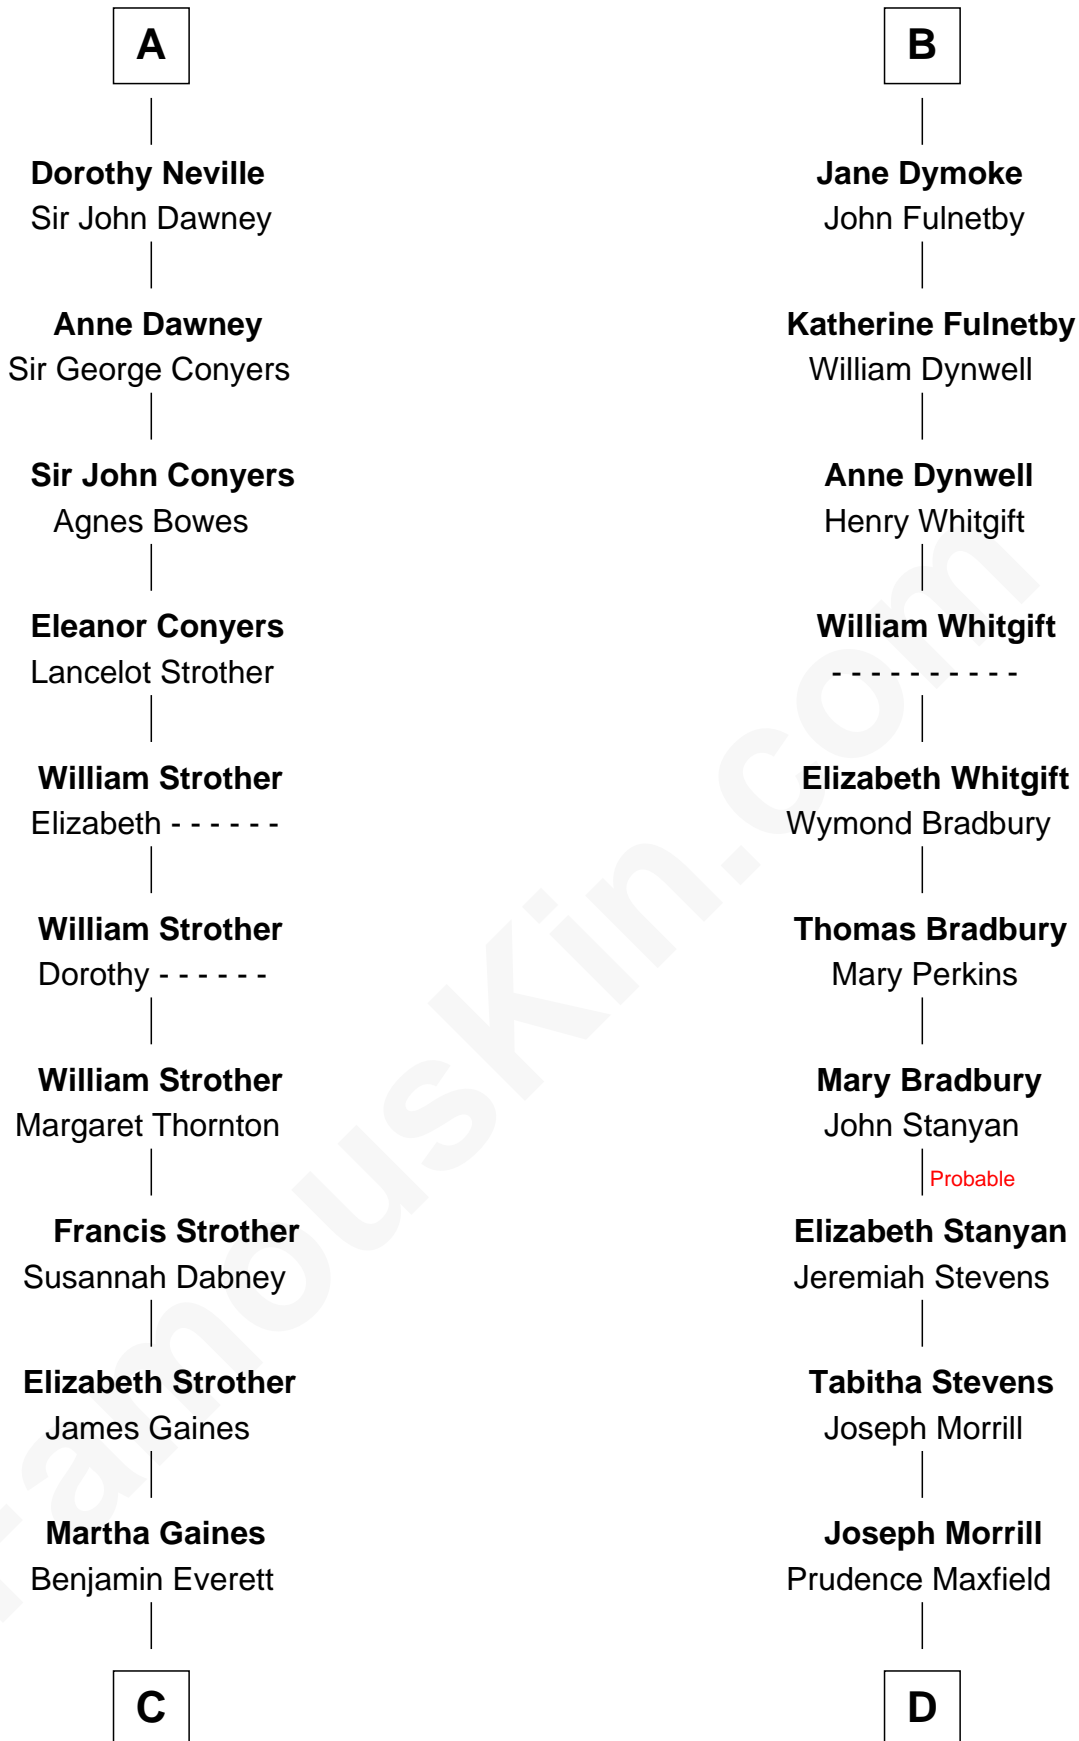 A
Dorothy Neville
Sir John Dawney
Anne Dawney
Sir George Conyers
Sir John Conyers
Agnes Bowes
Eleanor Conyers
Lancelot Strother
William Strother
Elizabeth - - - - - -
William Strother
Dorothy - - - - - -
William Strother
Margaret Thornton
Francis Strother
Susannah Dabney
Elizabeth Strother
James Gaines
Martha Gaines
Benjamin Everett
C
B
Jane Dymoke
John Fulnetby
Katherine Fulnetby
William Dynwell
Anne Dynwell
Henry Whitgift
William Whitgift
- - - - - - - - - -
Elizabeth Whitgift
Wymond Bradbury
Thomas Bradbury
Mary Perkins
Mary Bradbury
John Stanyan
Probable
Elizabeth Stanyan
Jeremiah Stevens
Tabitha Stevens
Joseph Morrill
Joseph Morrill
Prudence Maxfield
D
FamousKin.com